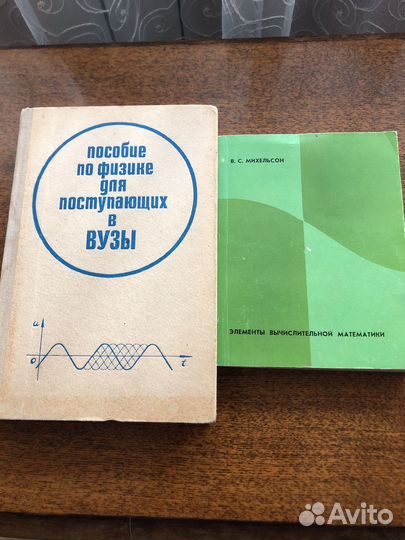 пособие
по физике
для
поступающих
в
ВУЗЫ
u
0
t
В. С. МИХЕЛЬСОН
ЭЛЕМЕНТЫ ВЫЧИСЛИТЕЛЬНОЙ МАТЕМАТИКИ
Avito